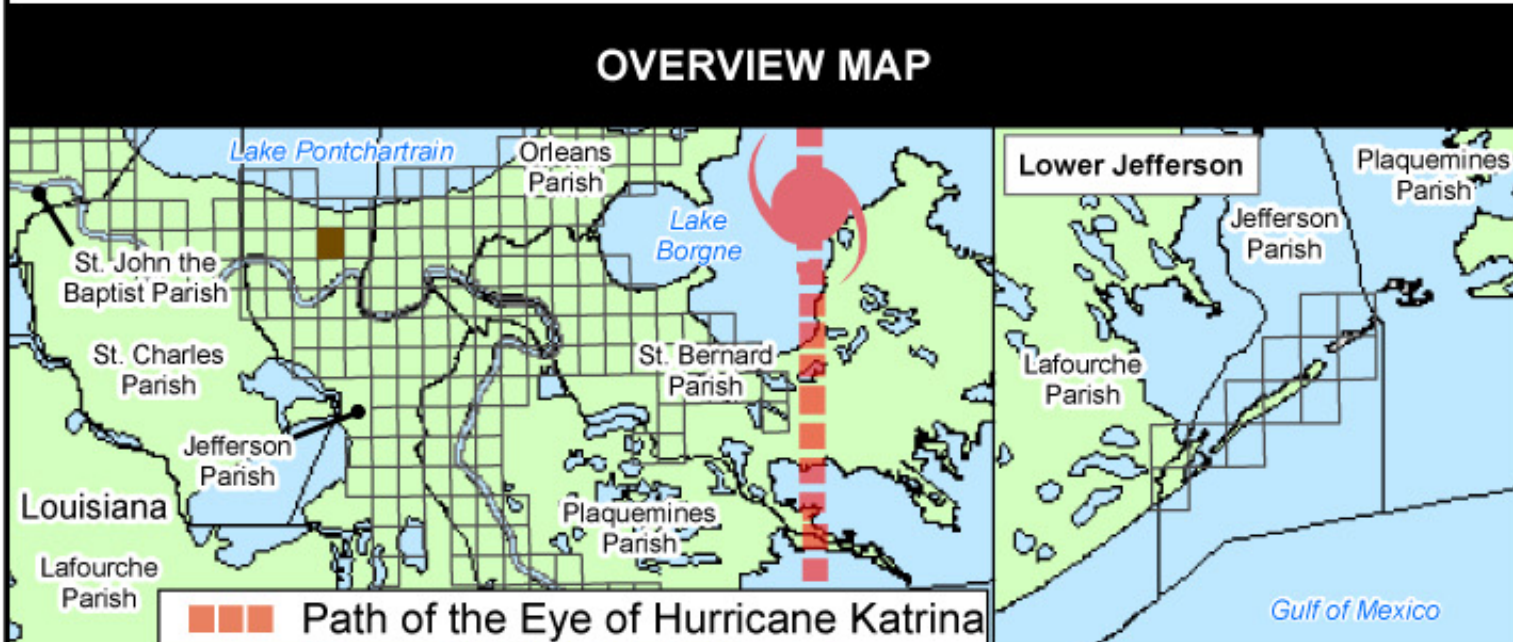 OVERVIEW MAP
Lake Pontchartrain
Orleans
Parish
Lake
Borgne
St. John the
Baptist Parish
St. Charles
Parish
St. Bernard
Parish
Jefferson
Parish
Louisiana
Plaquemines
Parish
Lafourche
Parish
Path of the Eye of Hurricane Katrina
Lower Jefferson
Plaquemines
Parish
Jefferson
Parish
Lafourche
Parish
Gulf of Mexico